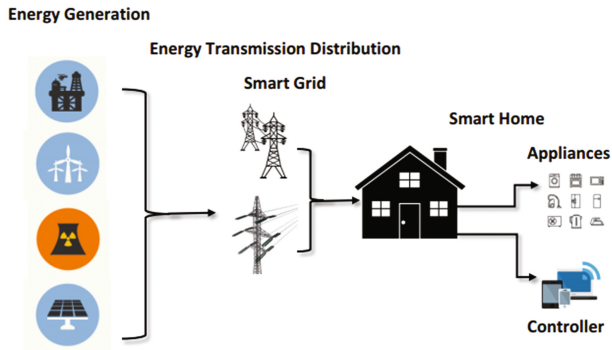 Energy Generation
Energy Transmission Distribution
Smart Grid
Smart Home
Appliances
Controller